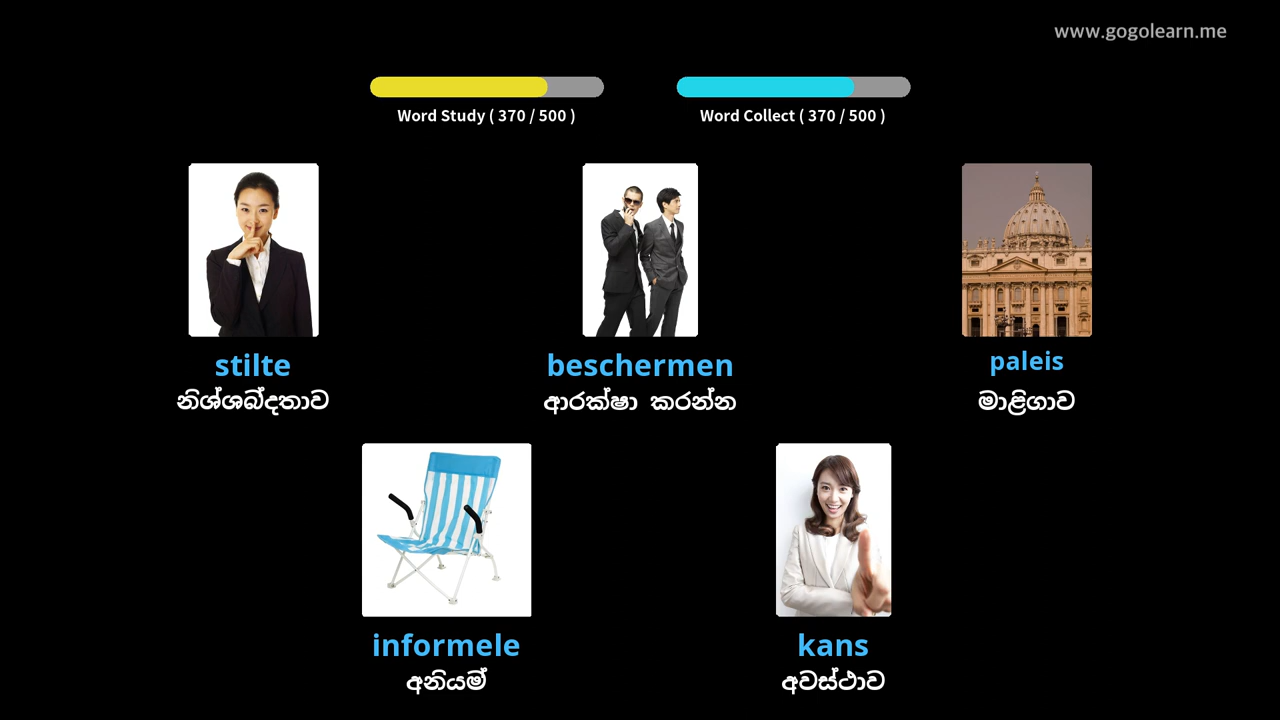 www.gogolearn.me
Word Study ( 370 / 500 )
Word Collect ( 370 / 500 )
stilte
නිශ්ශබ්දතාව
beschermen
ආරක්ෂා කරන්න
paleis
මාළිගාව
informele
අනියම්
kans
අවස්ථාව